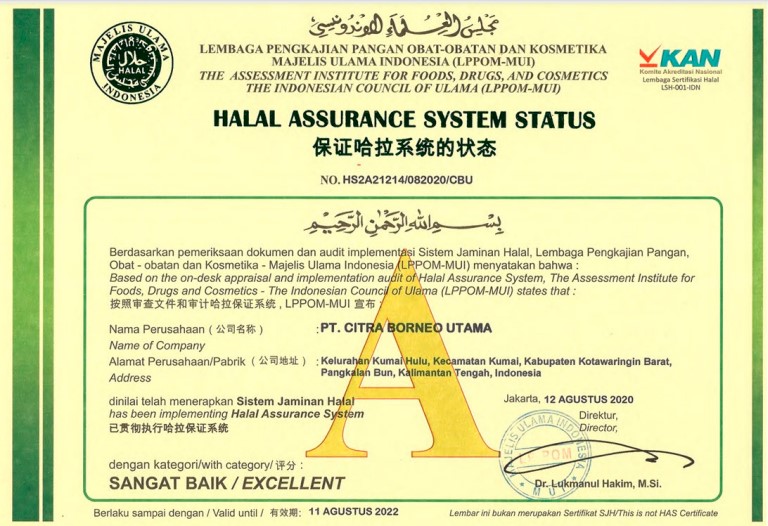 مجلس العلماء الاندونيسي
MAJELIS ULAMA
حلال
HALAL
INDONESIA
LEMBAGA PENGKAJIAN PANGAN OBAT-OBATAN DAN KOSMETIKA
MAJELIS ULAMA INDONESIA (LPPOM-MUI)
THE ASSESSMENT INSTITUTE FOR FOODS, DRUGS, AND COSMETICS
THE INDONESIAN COUNCIL OF ULAMA (LPPOM-MUI)
KAN
Komite Akreditasi Nasional
Lembaga Sertifikasi Halal
LSH-001-IDN
HALAL ASSURANCE SYSTEM STATUS
保证哈拉系统的状态
NO. HS2A21214/082020/CBU
بسم الله الرحمن الرحيم
Berdasarkan pemeriksaan dokumen dan audit implementasi Sistem Jaminan Halal, Lembaga Pengkajian Pangan,
Obat - obatan dan Kosmetika - Majelis Ulama Indonesia (LPPOM-MUI) menyatakan bahwa :
Based on the on-desk appraisal and implementation audit of Halal Assurance System, The Assessment Institute for
Foods, Drugs and Cosmetics - The Indonesian Council of Ulama (LPPOM-MUI) states that :
按照审查文件和审计哈拉保证系统 , LPPOM-MUI 宣布 :
A
Nama Perusahaan ( 公司名称 ) : PT. CITRA BORNEO UTAMA
Name of Company
Alamat Perusahaan/Pabrik ( 公司地址 ) : Kelurahan Kumai Hulu, Kecamatan Kumai, Kabupaten Kotawaringin Barat,
Address Pangkalan Bun, Kalimantan Tengah, Indonesia
dinilai telah menerapkan Sistem Jaminan Halal
has been implementing Halal Assurance System
已贯彻执行哈拉保证系统
Jakarta, 12 AGUSTUS 2020
Direktur,
Director,
MAJELIS ULAMA INDONESIA
LP POM
MUI
Dr. Lukmanul Hakim, M.Si.
dengan kategori/with category/ 评分 :
SANGAT BAIK / EXCELLENT
Berlaku sampai dengan / Valid until / 有效期: 11 AGUSTUS 2022
Lembar ini bukan merupakan Sertifikat SJH/This is not HAS Certificate